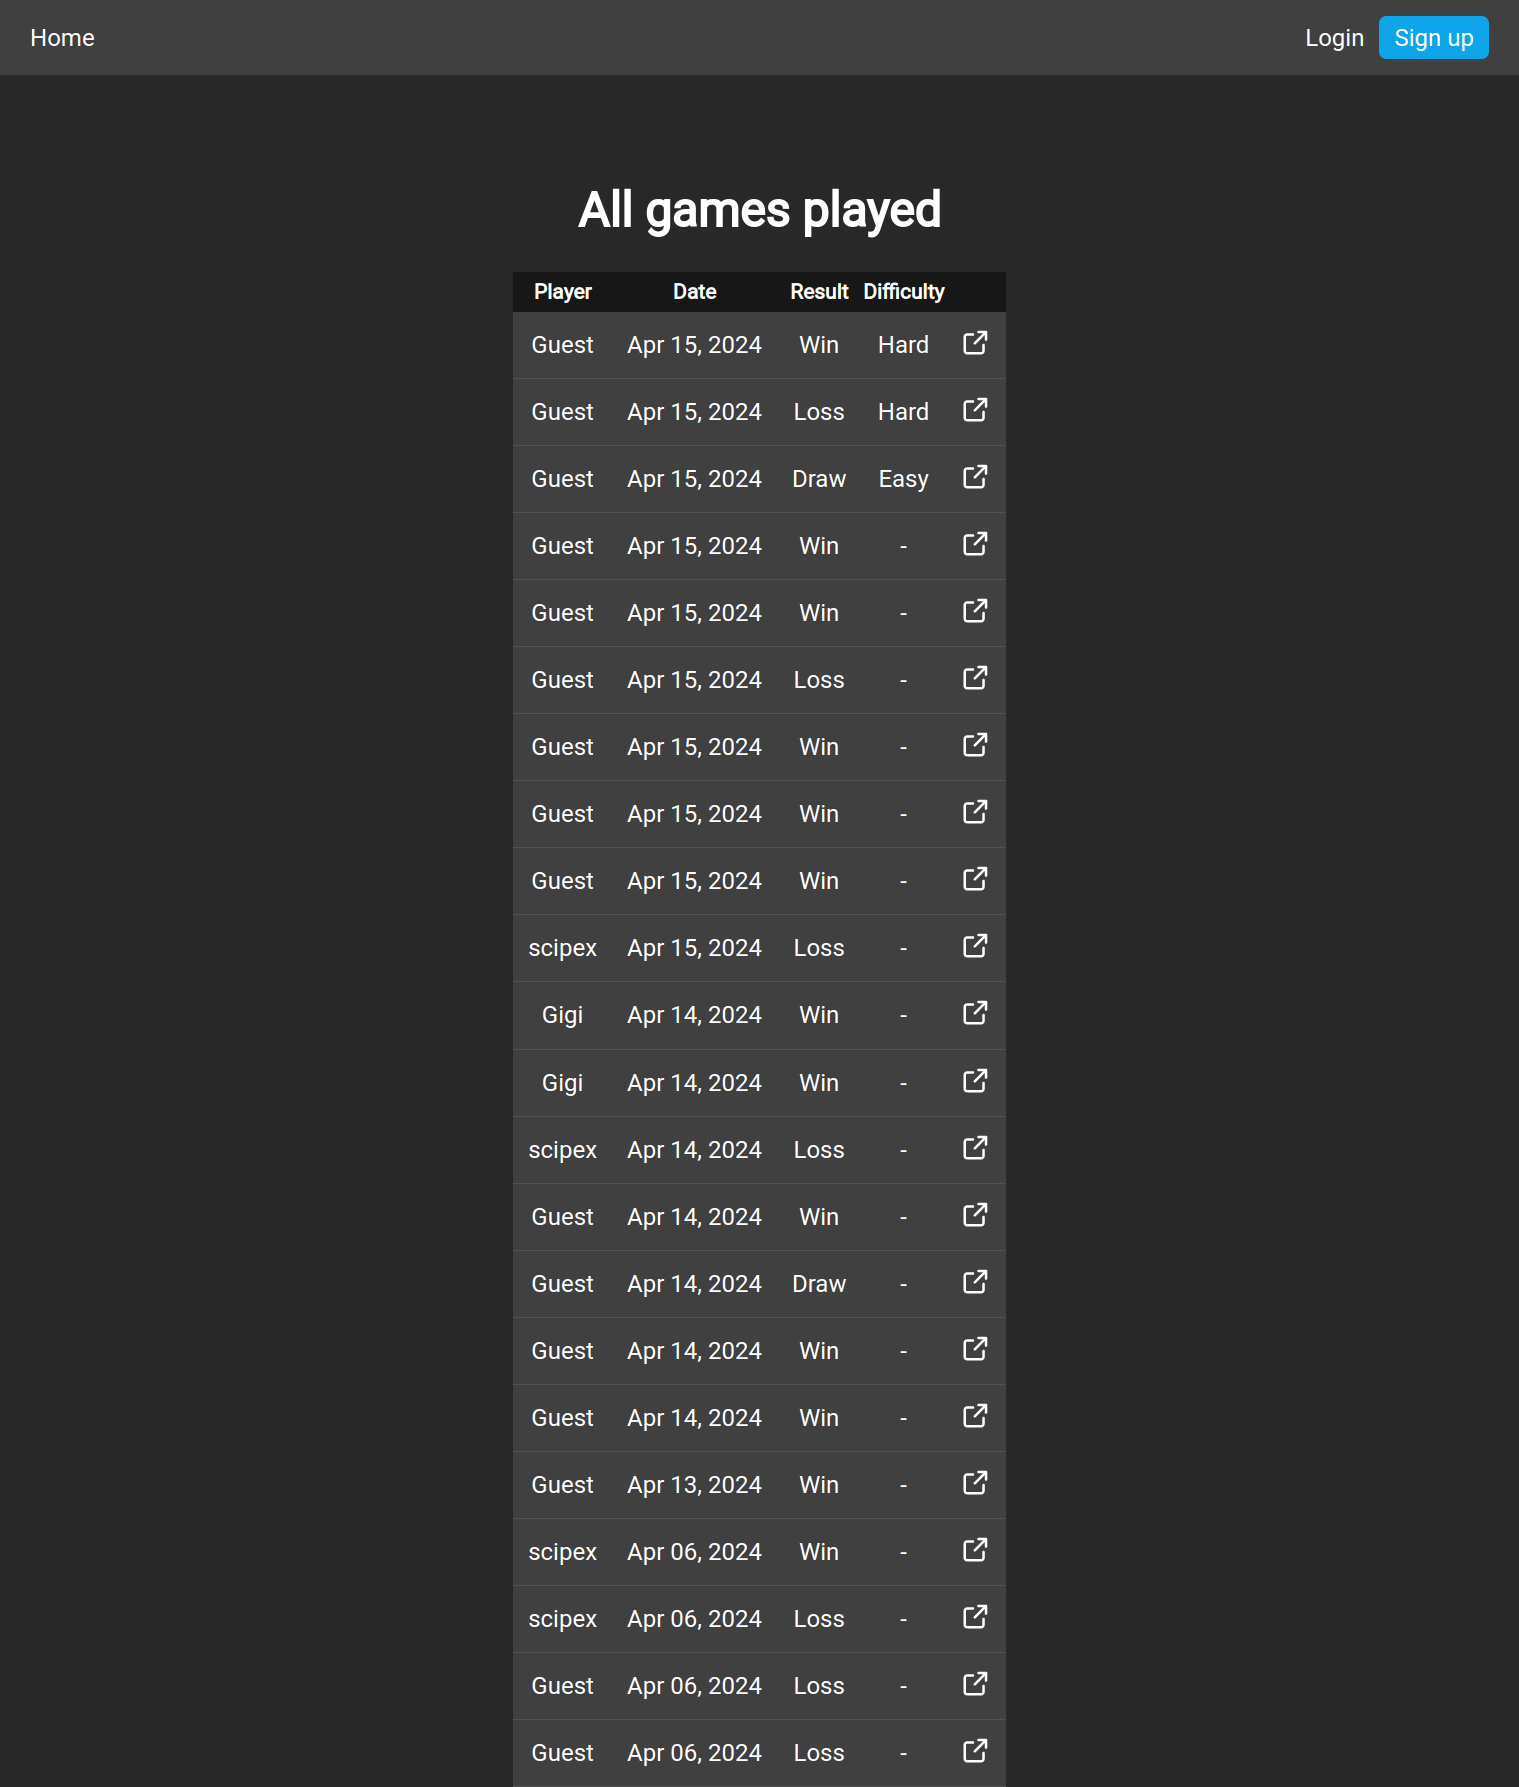 Home Login Sign up
All games played
Player Date Result Difficulty
Guest Apr 15, 2024 Win Hard
Guest Apr 15, 2024 Loss Hard
Guest Apr 15, 2024 Draw Easy
Guest Apr 15, 2024 Win -
Guest Apr 15, 2024 Win -
Guest Apr 15, 2024 Loss -
Guest Apr 15, 2024 Win -
Guest Apr 15, 2024 Win -
Guest Apr 15, 2024 Win -
scipex Apr 15, 2024 Loss -
Gigi Apr 14, 2024 Win -
Gigi Apr 14, 2024 Win -
scipex Apr 14, 2024 Loss -
Guest Apr 14, 2024 Win -
Guest Apr 14, 2024 Draw -
Guest Apr 14, 2024 Win -
Guest Apr 14, 2024 Win -
Guest Apr 13, 2024 Win -
scipex Apr 06, 2024 Win -
scipex Apr 06, 2024 Loss -
Guest Apr 06, 2024 Loss -
Guest Apr 06, 2024 Loss -